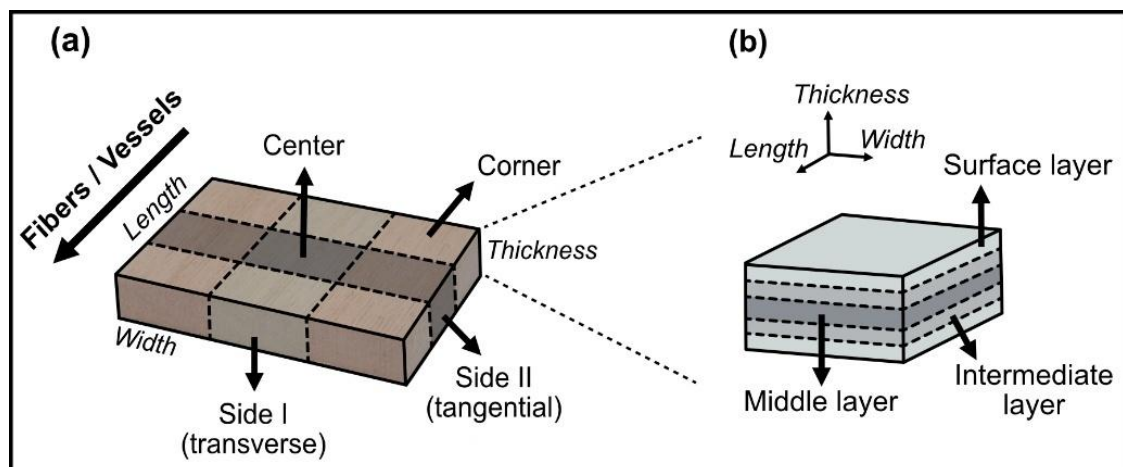 (a)
Fibers / Vessels
Length
Center
Corner
Thickness
Width
Side I
(transverse)
Side II
(tangential)
(b)
Thickness
Length
Width
Surface layer
Middle layer
Intermediate
layer